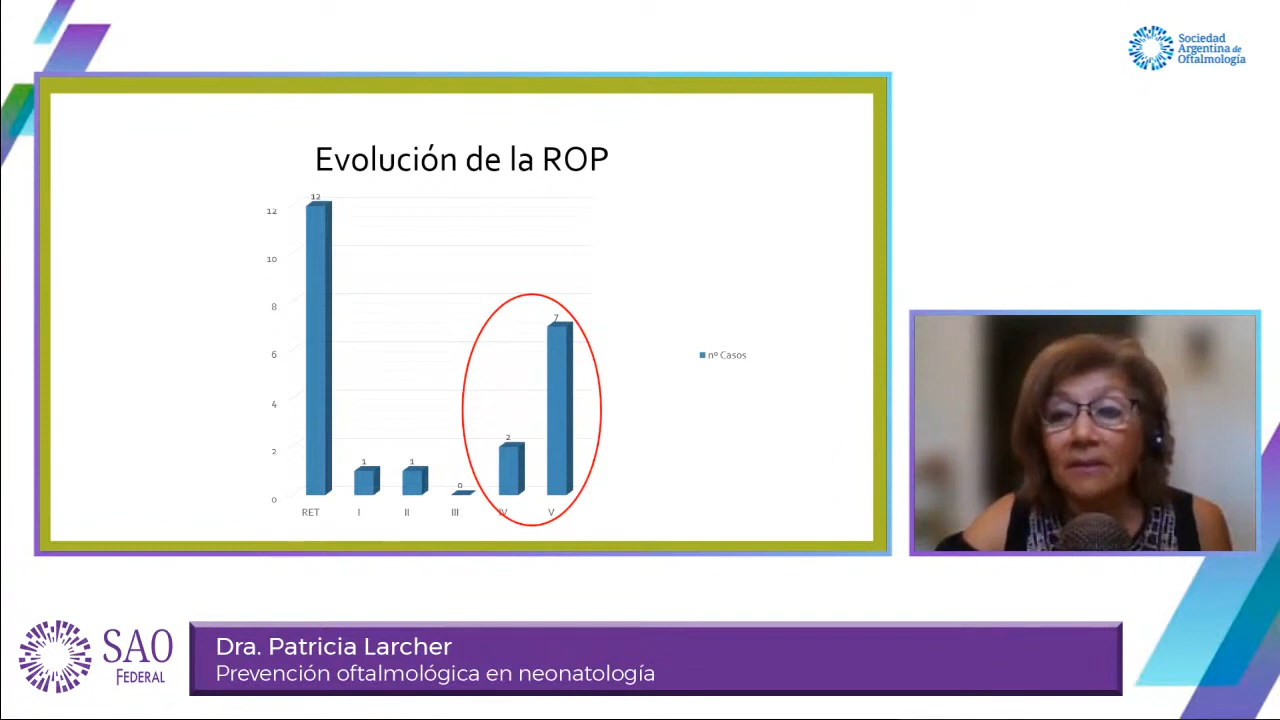 Sociedad
Argentina de
Oftalmología
Evolución de la ROP
12
10
8
6
4
2
0
12
1
1
0
2
7
RET
I
II
III
IV
V
nº Casos
SAO
FEDERAL
Dra. Patricia Larcher
Prevención oftalmológica en neonatología